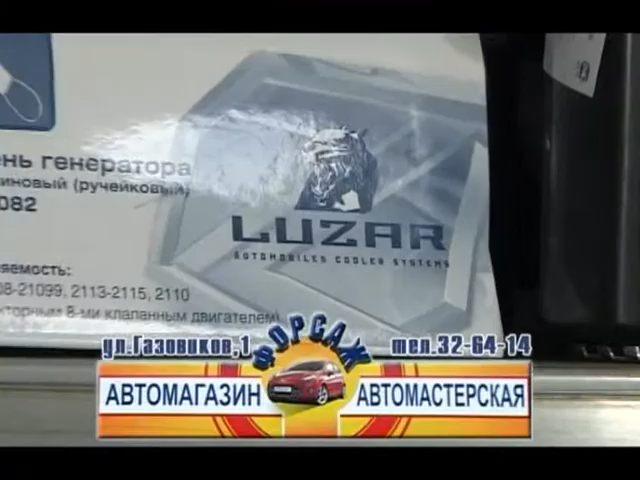 ень генератора
иновый (ручейковый)
082
LUZAR
AUTOMOBILES COOLER SYSTEMS
яемость:
08-21099, 2113-2115, 2110
кторным 8-ми клапанным двигателем)
ул.Газовиков,1
ФОРСАЖ
тел.32-64-14
АВТОМАГАЗИН
АВТОМАСТЕРСКАЯ